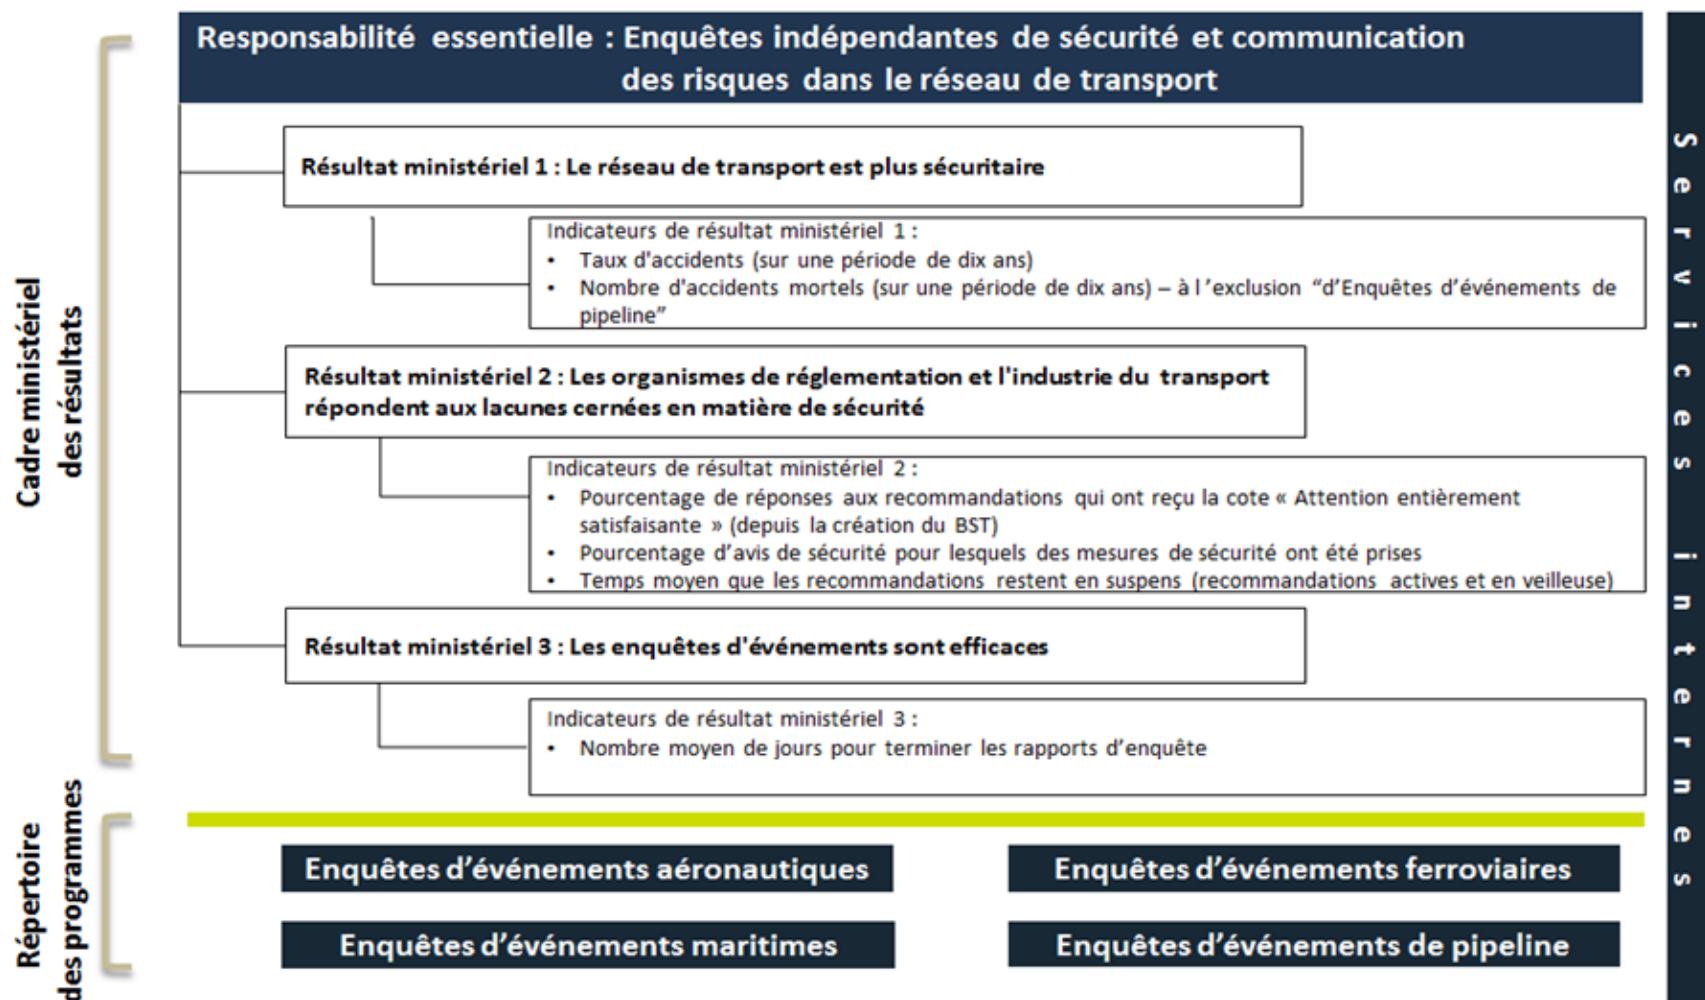 Responsabilité essentielle : Enquêtes indépendantes de sécurité et communication
des risques dans le réseau de transport
Résultat ministériel 1 : Le réseau de transport est plus sécuritaire
Indicateurs de résultat ministériel 1 :
• Taux d'accidents (sur une période de dix ans)
• Nombre d'accidents mortels (sur une période de dix ans) – à l’exclusion “d’Enquêtes d’événements de
pipeline”
Résultat ministériel 2 : Les organismes de réglementation et l'industrie du transport
répondent aux lacunes cernées en matière de sécurité
Indicateurs de résultat ministériel 2 :
• Pourcentage de réponses aux recommandations qui ont reçu la cote « Attention entièrement
satisfaisante » (depuis la création du BST)
• Pourcentage d’avis de sécurité pour lesquels des mesures de sécurité ont été prises
• Temps moyen que les recommandations restent en suspens (recommandations actives et en veilleuse)
Résultat ministériel 3 : Les enquêtes d'événements sont efficaces
Indicateurs de résultat ministériel 3 :
• Nombre moyen de jours pour terminer les rapports d’enquête
Cadre ministériel
des résultats
Répertoire
des programmes
Enquêtes d’événements aéronautiques
Enquêtes d’événements ferroviaires
Enquêtes d’événements maritimes
Enquêtes d’événements de pipeline
Services internes